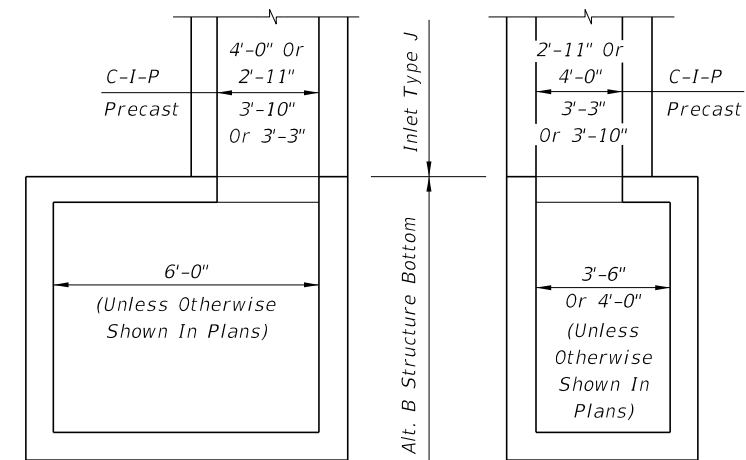 4'-0" Or
2'-11"
C-I-P
Precast
3'-10"
Or 3'-3"
6'-0"
(Unless Otherwise
Shown In Plans)
Inlet Type J
Alt. B Structure Bottom
2'-11" Or
4'-0"
C-I-P
Precast
3'-3"
Or 3'-10"
3'-6"
Or 4'-0"
(Unless
Otherwise
Shown In
Plans)